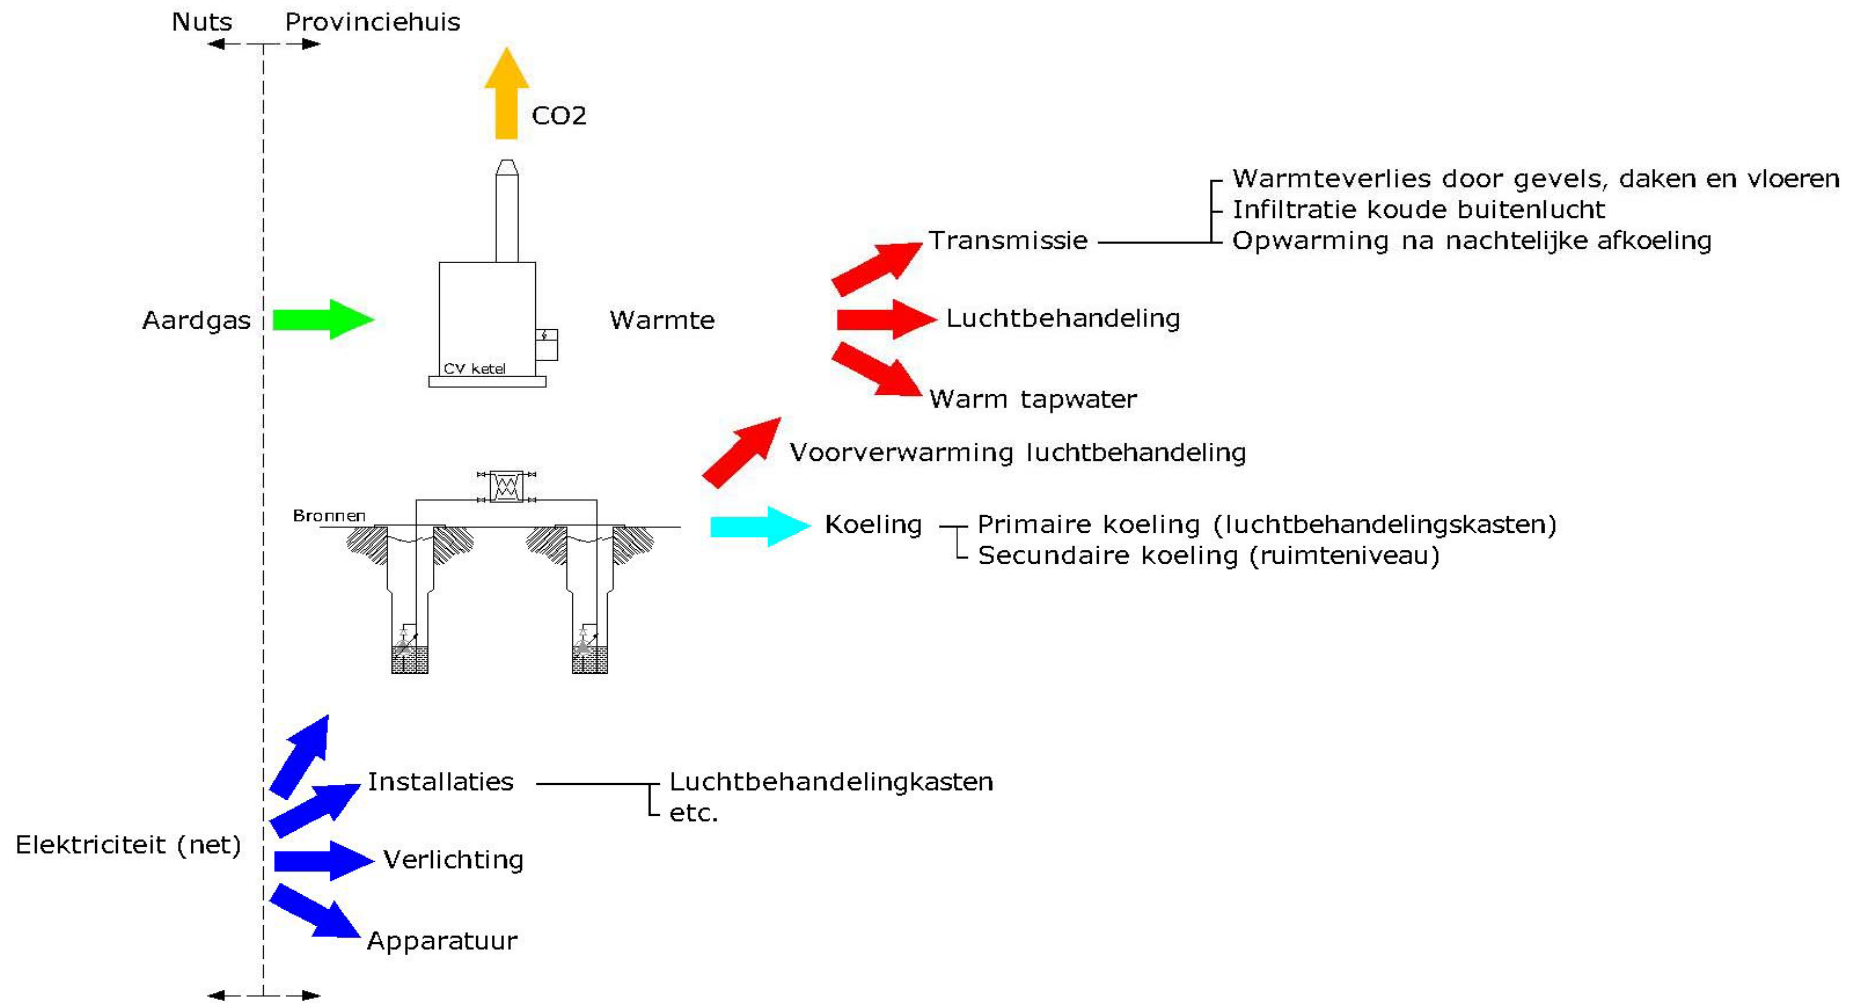 Nuts Provinciehuis
CO2
Warmteverlies door gevels, daken en vloeren
Infiltratie koude buitenlucht
Transmissie
Opwarming na nachtelijke afkoeling
Aardgas
Warmte
Luchtbehandeling
CV ketel
Warm tapwater
Voorverwarming luchtbehandeling
Bronnen
Koeling
Primaire koeling (luchtbehandelingskasten)
Secundaire koeling (ruimteniveau)
Installaties
Luchtbehandelingkasten
etc.
Elektriciteit (net)
Verlichting
Apparatuur